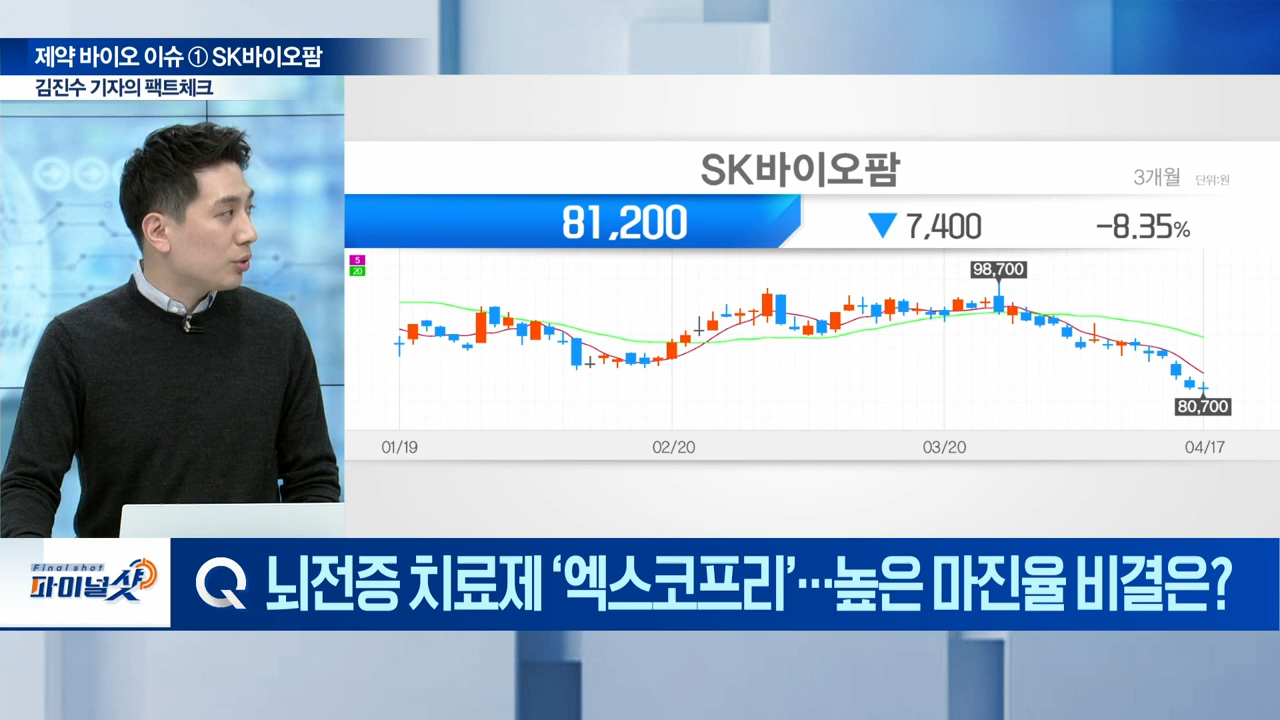 제약 바이오 이슈 ① SK바이오팜
김진수 기자의 팩트체크
SK바이오팜
3개월 단위:원
81,200 ▼ 7,400 -8.35%
5
20
98,700
80,700
01/19 02/20 03/20 04/17
Final shot
파이널샷
Q 뇌전증 치료제 ‘엑스코프리’…높은 마진율 비결은?